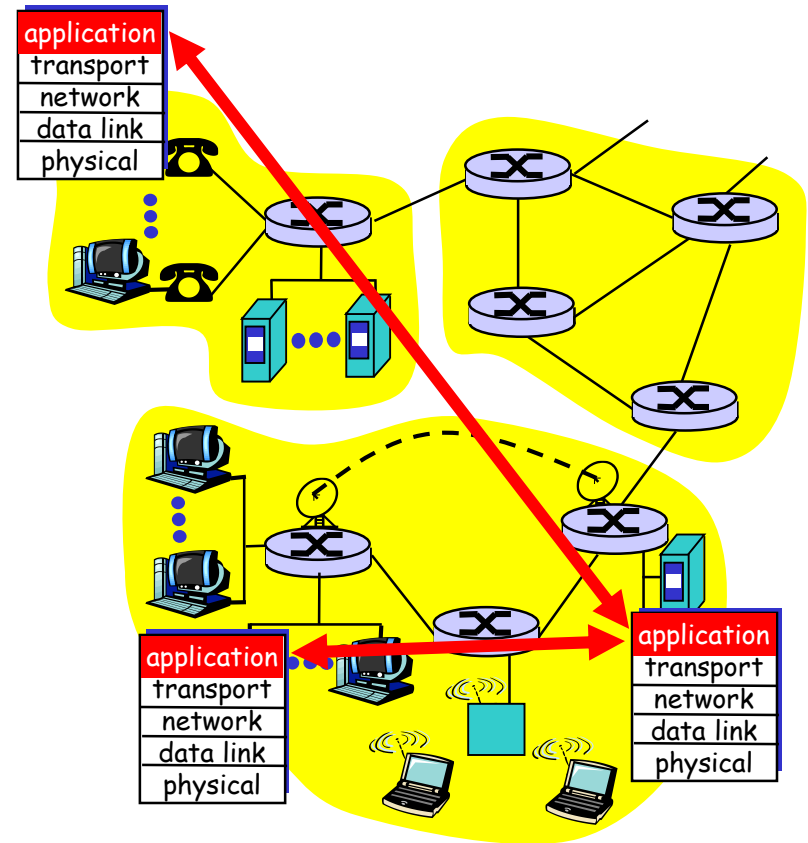 application
transport
network
data link
physical
application
transport
network
data link
physical
application
transport
network
data link
physical